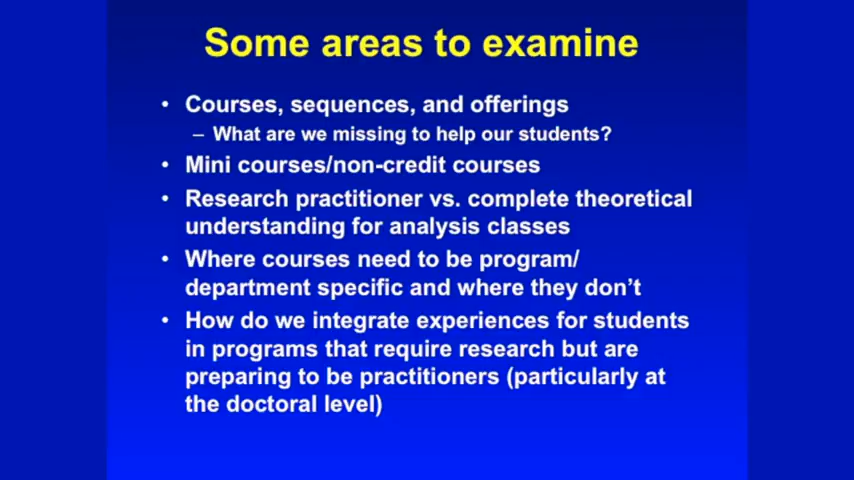 Some areas to examine
• Courses, sequences, and offerings
– What are we missing to help our students?
• Mini courses/non-credit courses
• Research practitioner vs. complete theoretical
understanding for analysis classes
• Where courses need to be program/
department specific and where they don’t
• How do we integrate experiences for students
in programs that require research but are
preparing to be practitioners (particularly at
the doctoral level)